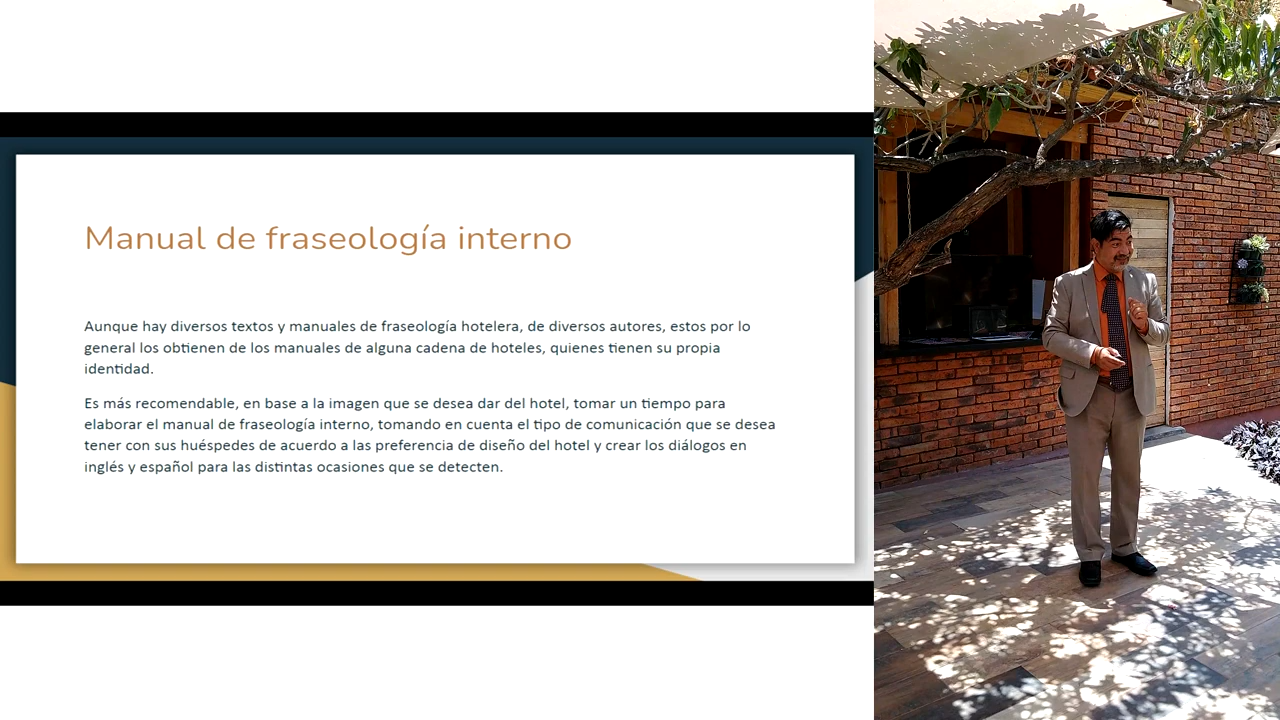 Manual de fraseología interno
Aunque hay diversos textos y manuales de fraseología hotelera, de diversos autores, estos por lo
general los obtienen de los manuales de alguna cadena de hoteles, quienes tienen su propia
identidad.
Es más recomendable, en base a la imagen que se desea dar del hotel, tomar un tiempo para
elaborar el manual de fraseología interno, tomando en cuenta el tipo de comunicación que se desea
tener con sus huéspedes de acuerdo a las preferencia de diseño del hotel y crear los diálogos en
inglés y español para las distintas ocasiones que se detecten.